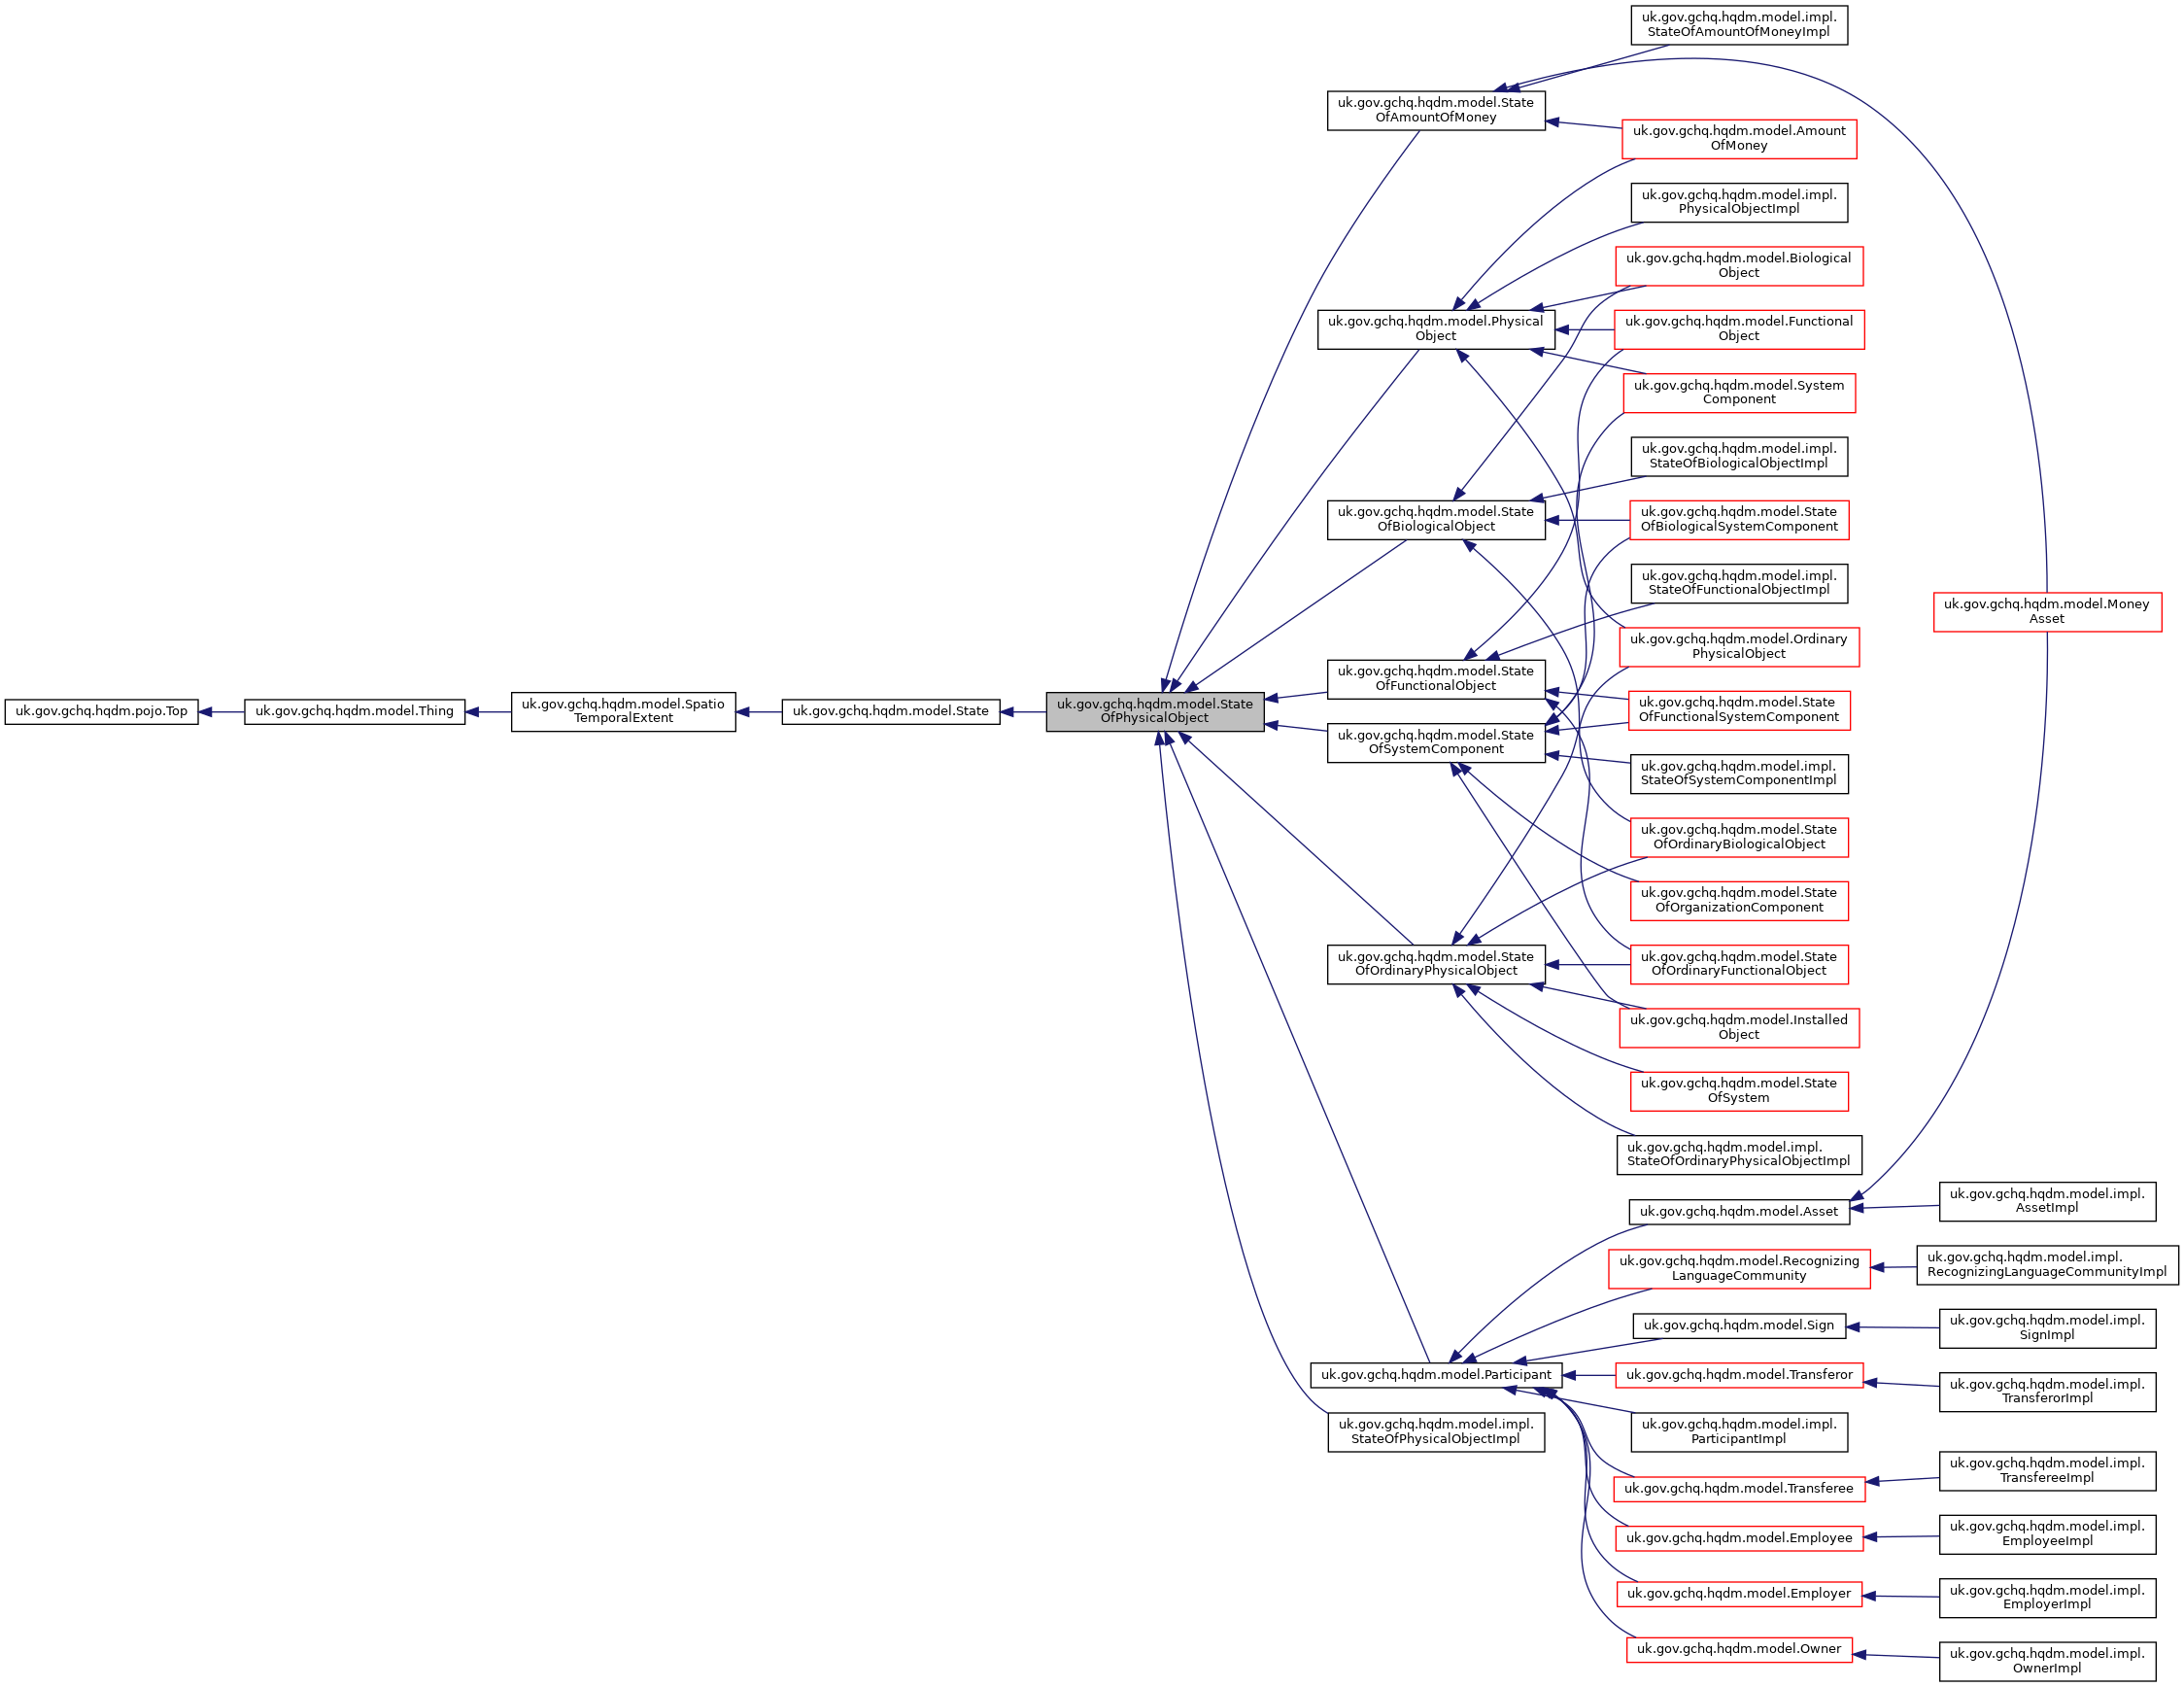 uk.gov.gchq.hqdm.pojo.Top
uk.gov.gchq.hqdm.model.Thing
uk.gov.gchq.hqdm.model.Spatio
TemporalExtent
uk.gov.gchq.hqdm.model.State
uk.gov.gchq.hqdm.model.State
OfPhysicalObject
uk.gov.gchq.hqdm.model.State
OfAmountOfMoney
uk.gov.gchq.hqdm.model.Physical
Object
uk.gov.gchq.hqdm.model.State
OfBiologicalObject
uk.gov.gchq.hqdm.model.State
OfFunctionalObject
uk.gov.gchq.hqdm.model.State
OfSystemComponent
uk.gov.gchq.hqdm.model.State
OfOrdinaryPhysicalObject
uk.gov.gchq.hqdm.model.Participant
uk.gov.gchq.hqdm.model.impl.
StateOfPhysicalObjectImpl
uk.gov.gchq.hqdm.model.impl.
StateOfAmountOfMoneyImpl
uk.gov.gchq.hqdm.model.Amount
OfMoney
uk.gov.gchq.hqdm.model.impl.
PhysicalObjectImpl
uk.gov.gchq.hqdm.model.Biological
Object
uk.gov.gchq.hqdm.model.Functional
Object
uk.gov.gchq.hqdm.model.System
Component
uk.gov.gchq.hqdm.model.impl.
StateOfBiologicalObjectImpl
uk.gov.gchq.hqdm.model.State
OfBiologicalSystemComponent
uk.gov.gchq.hqdm.model.impl.
StateOfFunctionalObjectImpl
uk.gov.gchq.hqdm.model.Ordinary
PhysicalObject
uk.gov.gchq.hqdm.model.State
OfFunctionalSystemComponent
uk.gov.gchq.hqdm.model.impl.
StateOfSystemComponentImpl
uk.gov.gchq.hqdm.model.State
OfOrdinaryBiologicalObject
uk.gov.gchq.hqdm.model.State
OfOrganizationComponent
uk.gov.gchq.hqdm.model.State
OfOrdinaryFunctionalObject
uk.gov.gchq.hqdm.model.Installed
Object
uk.gov.gchq.hqdm.model.State
OfSystem
uk.gov.gchq.hqdm.model.impl.
StateOfOrdinaryPhysicalObjectImpl
uk.gov.gchq.hqdm.model.Asset
uk.gov.gchq.hqdm.model.Recognizing
LanguageCommunity
uk.gov.gchq.hqdm.model.Sign
uk.gov.gchq.hqdm.model.Transferor
uk.gov.gchq.hqdm.model.impl.
ParticipantImpl
uk.gov.gchq.hqdm.model.Transferee
uk.gov.gchq.hqdm.model.Employee
uk.gov.gchq.hqdm.model.Employer
uk.gov.gchq.hqdm.model.Owner
uk.gov.gchq.hqdm.model.Money
Asset
uk.gov.gchq.hqdm.model.impl.
AssetImpl
uk.gov.gchq.hqdm.model.impl.
RecognizingLanguageCommunityImpl
uk.gov.gchq.hqdm.model.impl.
SignImpl
uk.gov.gchq.hqdm.model.impl.
TransferorImpl
uk.gov.gchq.hqdm.model.impl.
TransfereeImpl
uk.gov.gchq.hqdm.model.impl.
EmployeeImpl
uk.gov.gchq.hqdm.model.impl.
EmployerImpl
uk.gov.gchq.hqdm.model.impl.
OwnerImpl